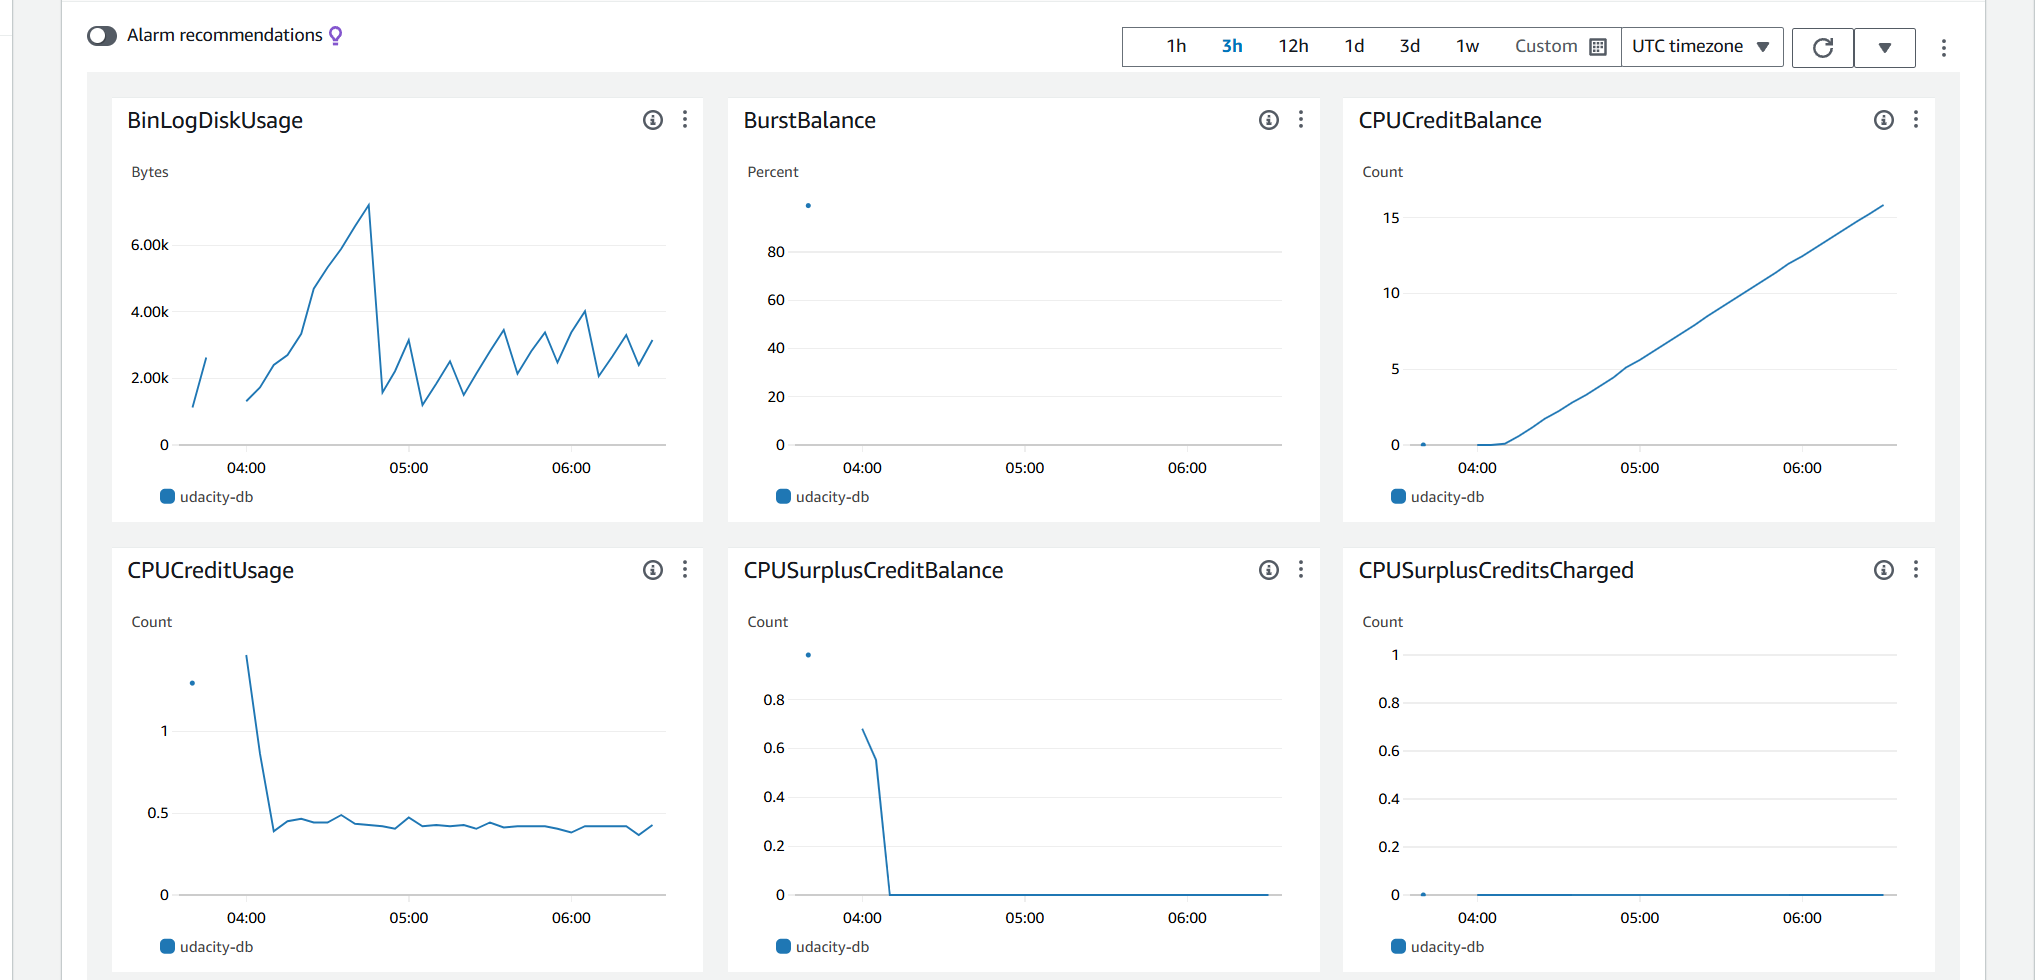 Alarm recommendations
1h 3h 12h 1d 3d 1w Custom UTC timezone
BinLogDiskUsage
Bytes
6.00k
4.00k
2.00k
0
04:00 05:00 06:00
udacity-db
BurstBalance
Percent
80
60
40
20
0
04:00 05:00 06:00
udacity-db
CPUCreditBalance
Count
15
10
5
0
04:00 05:00 06:00
udacity-db
CPUCreditUsage
Count
1
0.5
0
04:00 05:00 06:00
udacity-db
CPUSurplusCreditBalance
Count
0.8
0.6
0.4
0.2
0
04:00 05:00 06:00
udacity-db
CPUSurplusCreditsCharged
Count
1
0.8
0.6
0.4
0.2
0
04:00 05:00 06:00
udacity-db